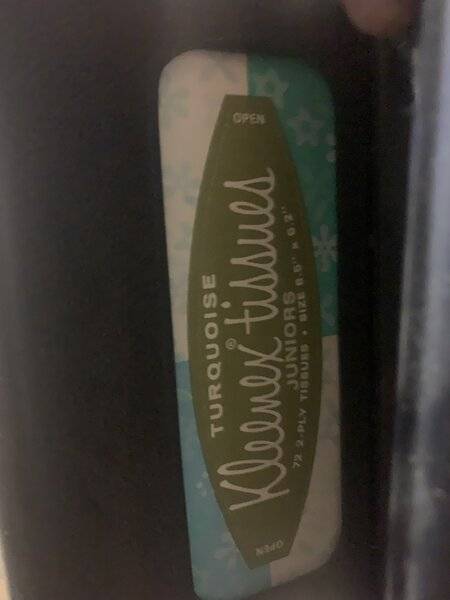 OPEN
TURQUOISE
Kleenex® tissues
JUNIORS
72 2-PLY TISSUES • SIZE 8.5" x 6.2"
OPEN